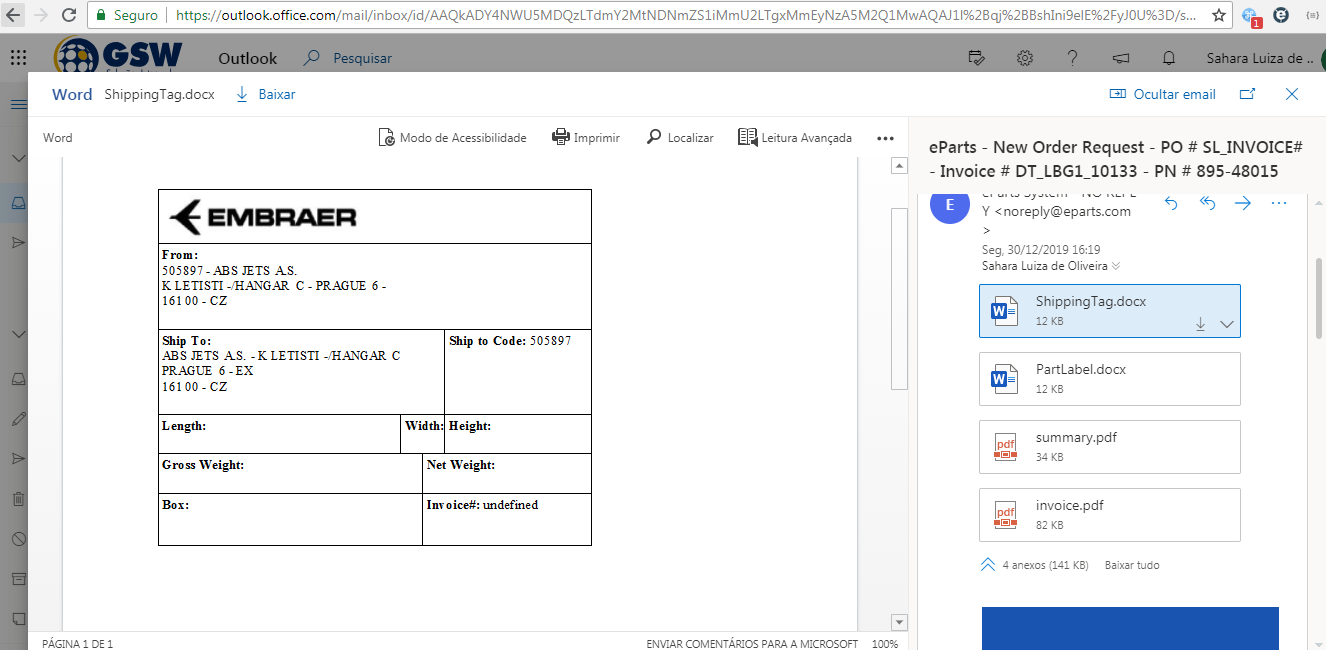 Seguro
https://outlook.office.com/mail/inbox/id/AAQkADY4NWU5MDQzLTdmY2MtNDNmZS1iMmU2LTgxMmEyNzA5M2Q1MwAQAJ1l%2Bqj%2BBshIni9elE%2FyJ0U%3D/s...
1
GSW
Outlook
Pesquisar
Sahara Luiza de ..
Word ShippingTag.docx Baixar
Ocultar email
Word
Modo de Acessibilidade
Imprimir
Localizar
Leitura Avançada
EMBRAER
From:
505897 - ABS JETS A.S.
K LETISTI -/HANGAR C - PRAGUE 6 -
161 00 - CZ
Ship To:
ABS JETS A.S. - K LETISTI -/HANGAR C
PRAGUE 6 - EX
161 00 - CZ
Ship to Code: 505897
Length:
Width:
Height:
Gross Weight:
Net Weight:
Box:
Invoice#: undefined
PÁGINA 1 DE 1
ENVIAR COMENTÁRIOS PARA A MICROSOFT
100%
eParts - New Order Request - PO # SL_INVOICE#
- Invoice # DT_LBG1_10133 - PN # 895-48015
E
eParts System - NO REPL
Y <noreply@eparts.com
>
Seg, 30/12/2019 16:19
Sahara Luiza de Oliveira
ShippingTag.docx
12 KB
PartLabel.docx
12 KB
summary.pdf
34 KB
invoice.pdf
82 KB
4 anexos (141 KB) Baixar tudo